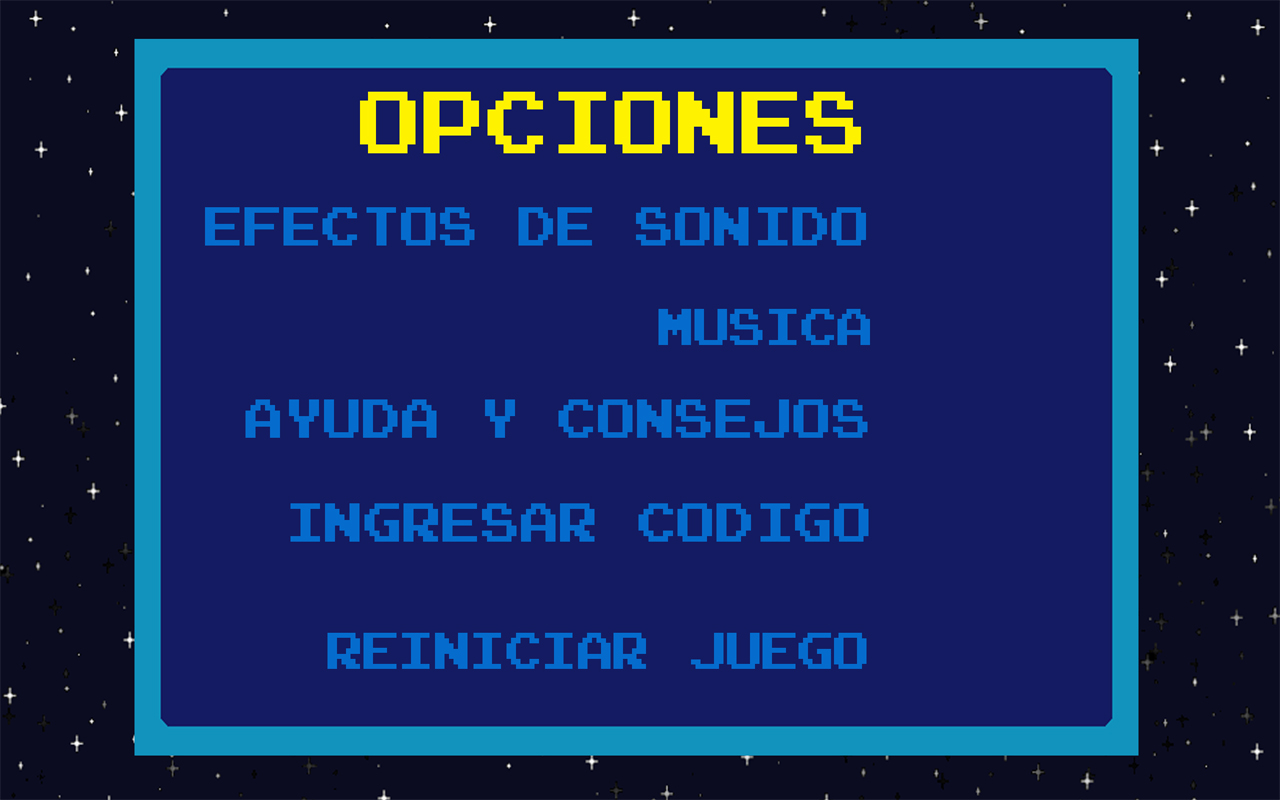 OPCIONES
EFECTOS DE SONIDO
MUSICA
AYUDA Y CONSEJOS
INGRESAR CODIGO
REINICIAR JUEGO